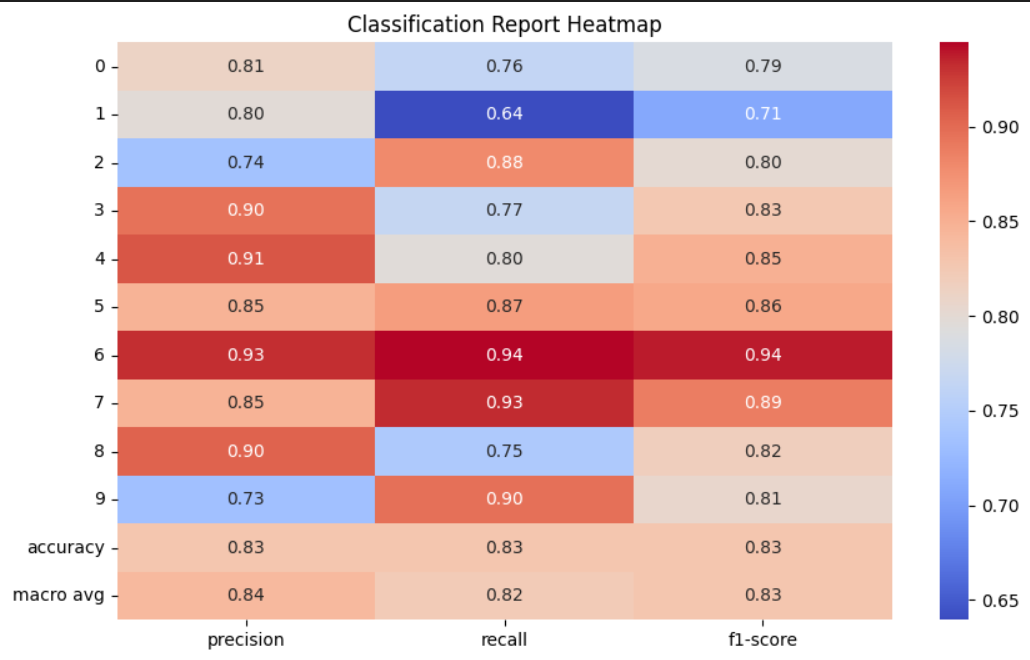 Classification Report Heatmap
0 0.81 0.76 0.79
1 0.80 0.64 0.71
2 0.74 0.88 0.80
3 0.90 0.77 0.83
4 0.91 0.80 0.85
5 0.85 0.87 0.86
6 0.93 0.94 0.94
7 0.85 0.93 0.89
8 0.90 0.75 0.82
9 0.73 0.90 0.81
accuracy 0.83 0.83 0.83
macro avg 0.84 0.82 0.83
precision recall f1-score
0.90
0.85
0.80
0.75
0.70
0.65